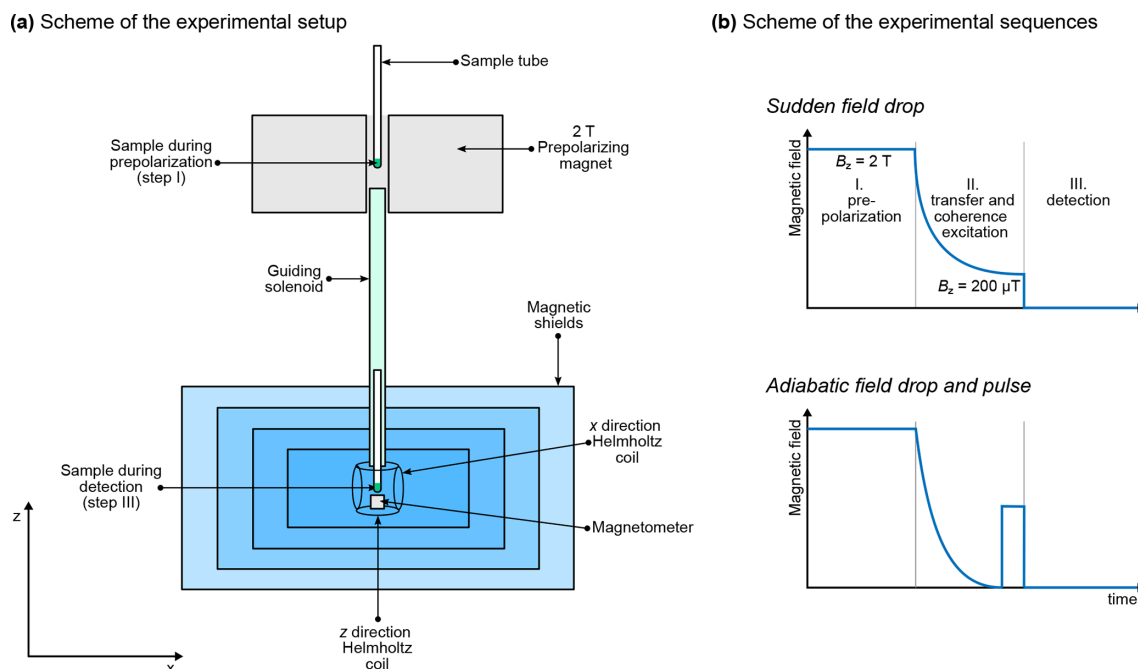 (a) Scheme of the experimental setup
Sample tube
Sample during
prepolarization
(step I)
2 T
Prepolarizing
magnet
Guiding
solenoid
Magnetic
shields
x direction
Helmholtz
coil
Sample during
detection
(step III)
Magnetometer
z direction
Helmholtz
coil
z
x
(b) Scheme of the experimental sequences
Sudden field drop
Magnetic field
Bz = 2 T
I.
pre-
polarization
II.
transfer and
coherence
excitation
III.
detection
Bz = 200 µT
Adiabatic field drop and pulse
Magnetic field
time